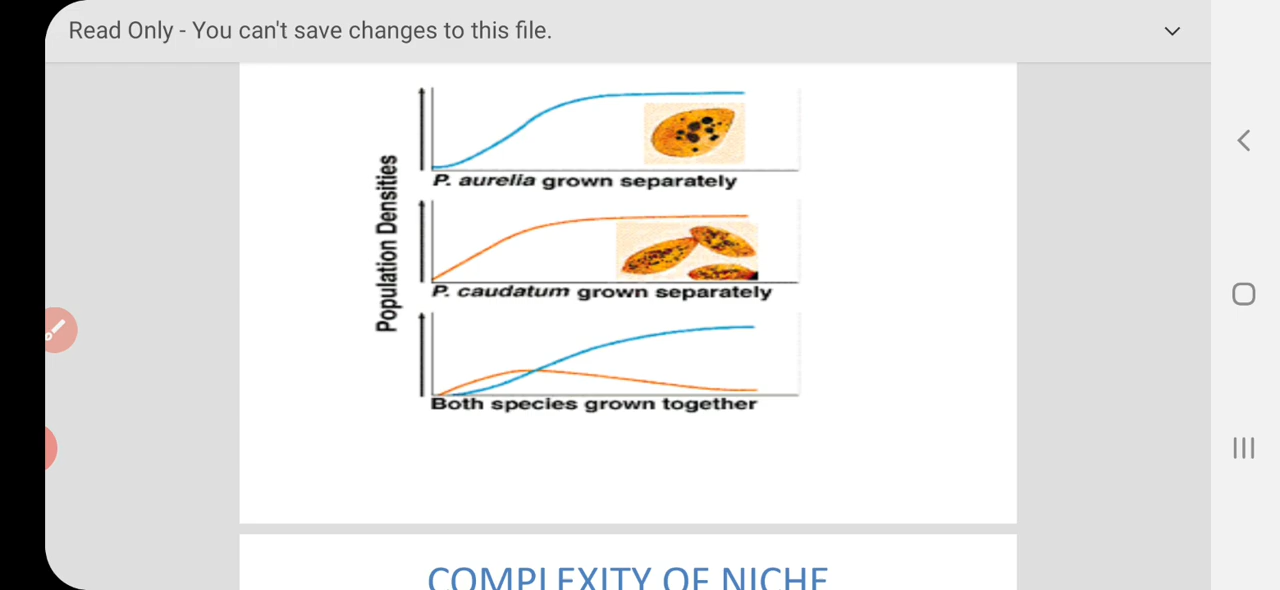 Read Only - You can't save changes to this file.
Population Densities
P. aurelia grown separately
P. caudatum grown separately
Both species grown together
COMPLEXITY OF NICHE